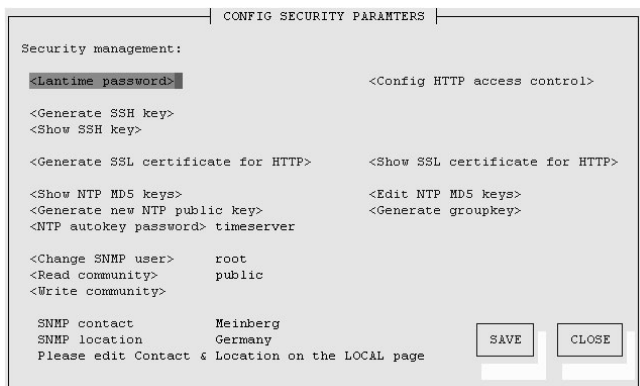 CONFIG SECURITY PARAMTERS
Security management:
<Lantime password> <Config HTTP access control>
<Generate SSH key>
<Show SSH key>
<Generate SSL certificate for HTTP> <Show SSL certificate for HTTP>
<Show NTP MD5 keys> <Edit NTP MD5 keys>
<Generate new NTP public key> <Generate groupkey>
<NTP autokey password> timeserver
<Change SNMP user> root
<Read community> public
<Write community>
SNMP contact Meinberg
SNMP location Germany
Please edit Contact & Location on the LOCAL page
SAVE CLOSE